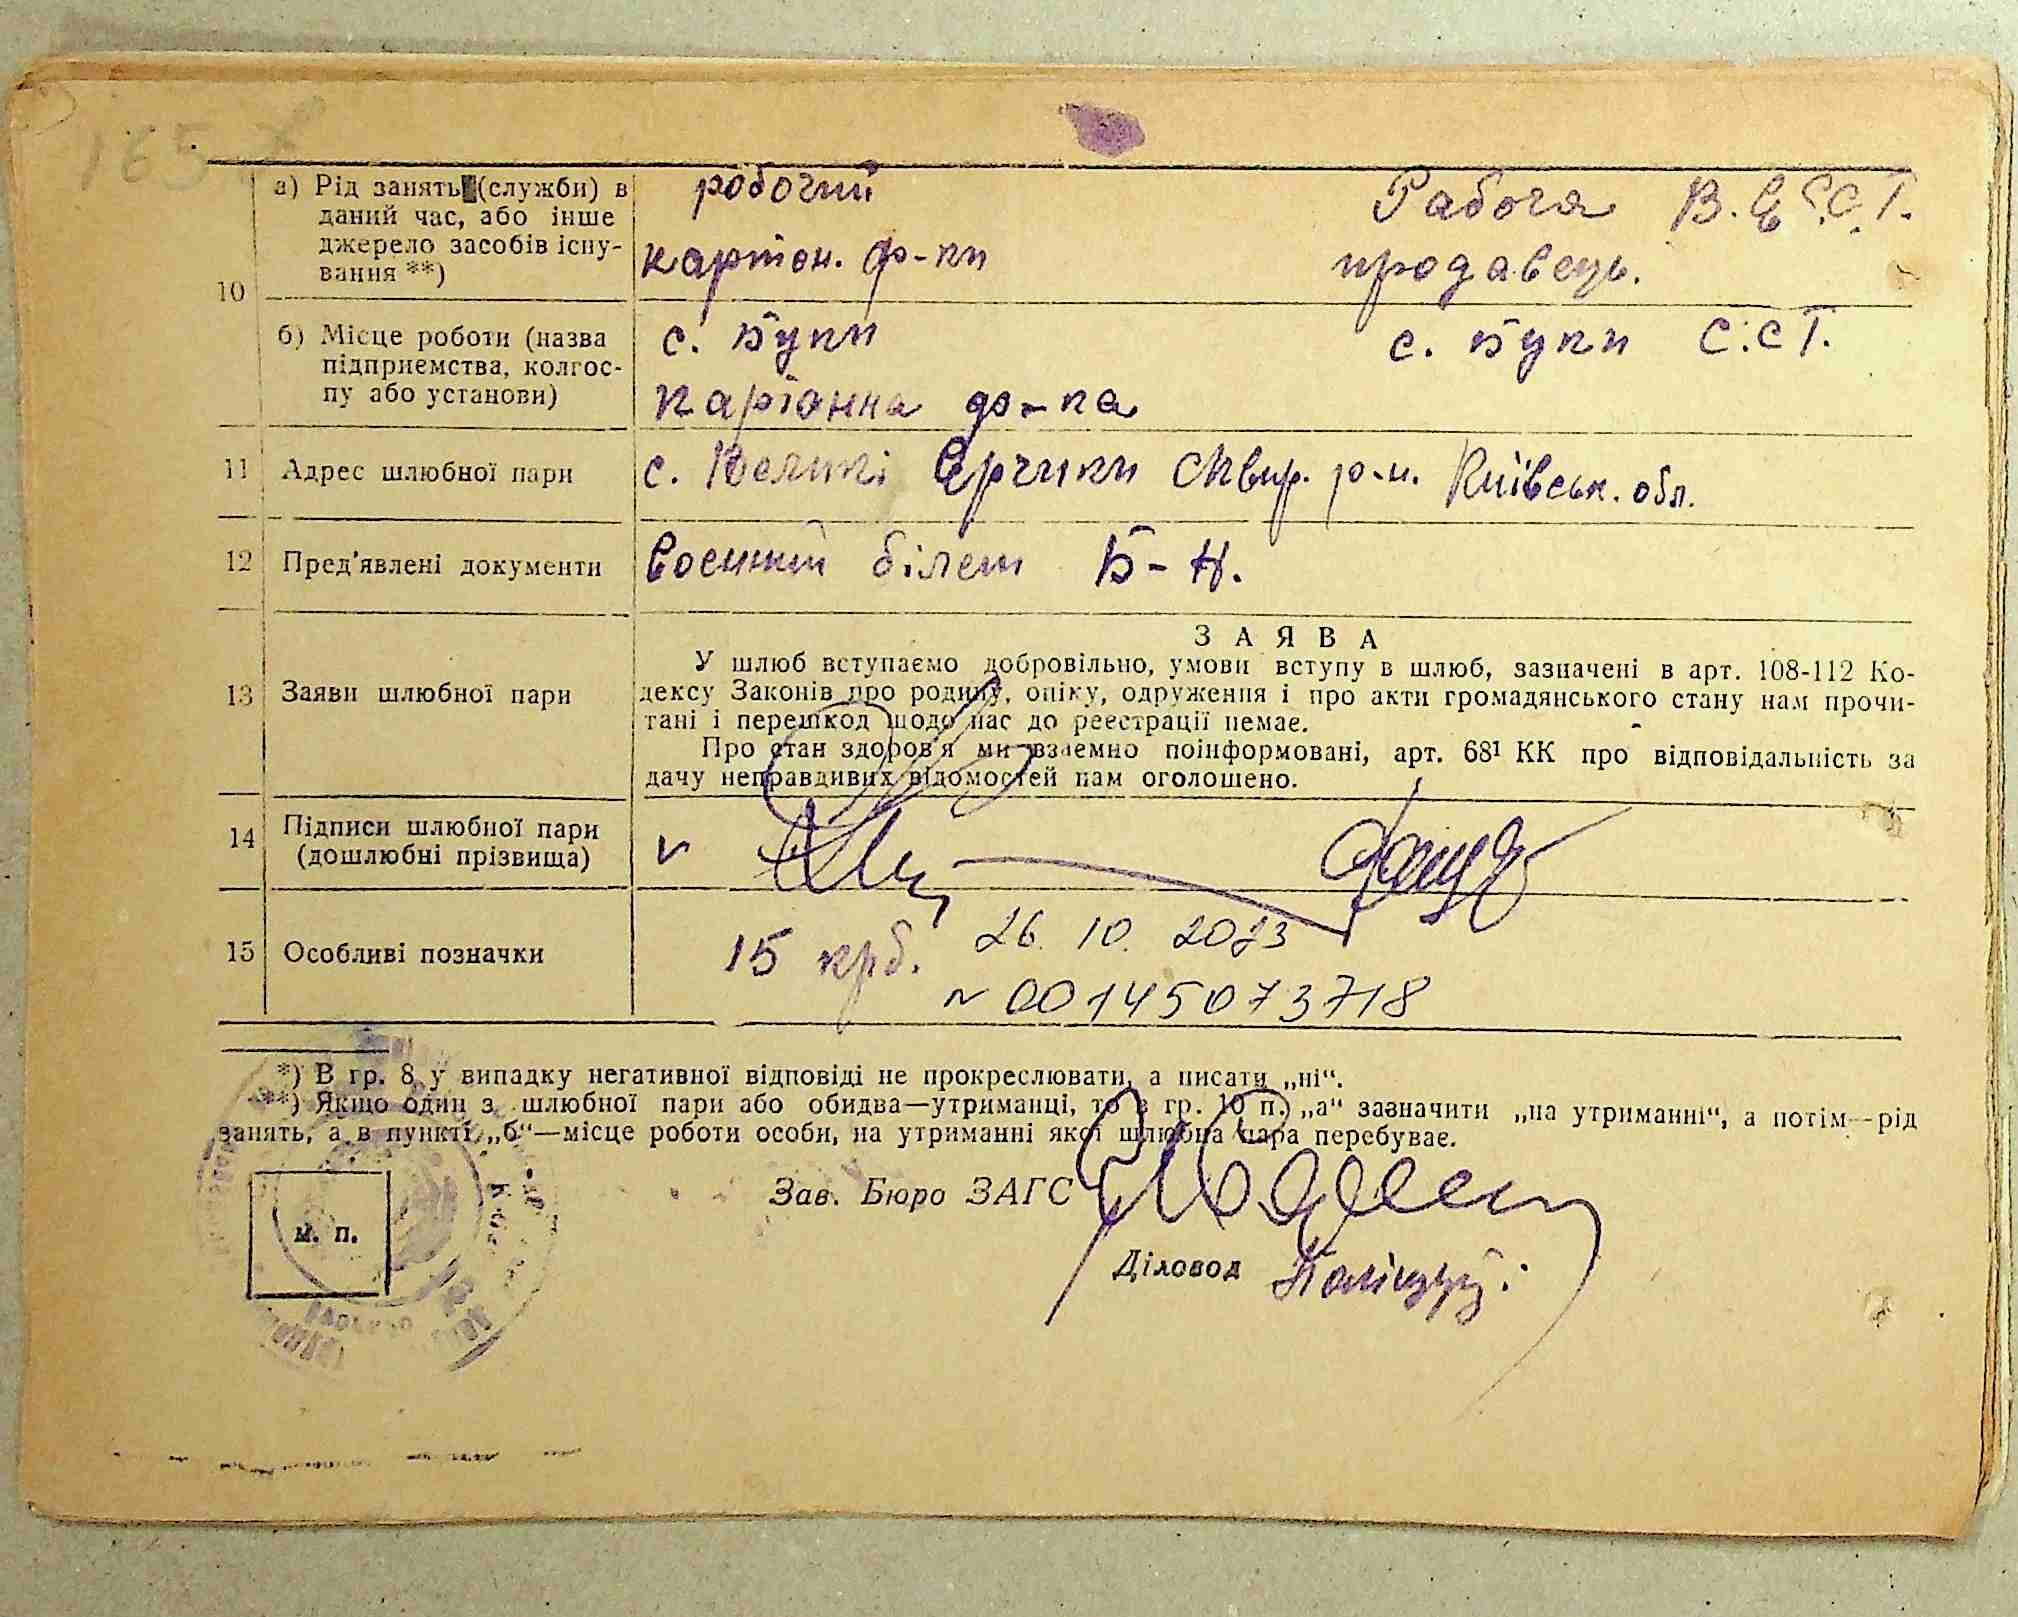 165
а) Рід занять (служби) в робочий Рабоча В.Є.С.Т.
даний час, або інше
джерело засобів існу- картон. ф-ки продавець.
вання **)
10
б) Місце роботи (назва с. Буки с. Буки С.С.Т.
підприємства, колгос-
пу або установи) картонна ф-ка
11 Адрес шлюбної пари с. Великі Єрчики Сквир. р-н. Київськ. обл.
12 Пред'явлені документи воєнний білет Б-Н.
ЗАЯВА
У шлюб вступаємо добровільно, умови вступу в шлюб, зазначені в арт. 108-112 Ко-
13 Заяви шлюбної пари дексу Законів про родину, опіку, одруження і про акти громадянського стану нам прочи-
тані і перешкод щодо нас до реєстрації немає.
Про стан здоров'я ми взаємно поінформовані, арт. 68¹ КК про відповідальність за
дачу неправдивих відомостей нам оголошено.
14 Підписи шлюбної пари
(дошлюбні прізвища)
15 Особливі позначки 15 крб. 26. 10. 2023
N 00145073718
*) В гр. 8 у випадку негативної відповіді не прокреслювати, а писати „ні“.
**) Якщо один з шлюбної пари або обидва—утриманці, то в гр. 10 п. „а“ зазначити „на утриманні“, а потім—рід
занять, а в пункті „б“—місце роботи особи, на утриманні якої шлюбна пара перебуває.
Зав. Бюро ЗАГС
м. п.
Діловод